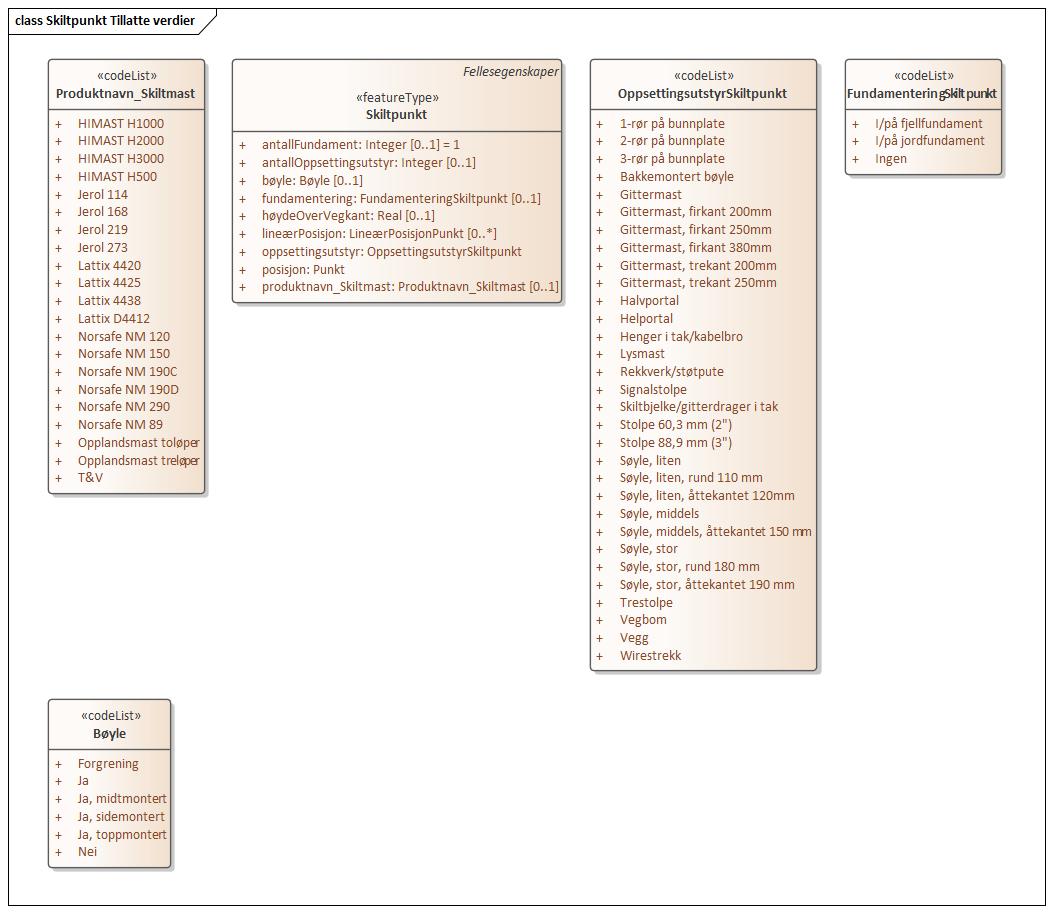 class Skiltpunkt Tillatte verdier
«codeList»
Produktnavn_Skiltmast
+ HIMAST H1000
+ HIMAST H2000
+ HIMAST H3000
+ HIMAST H500
+ Jerol 114
+ Jerol 168
+ Jerol 219
+ Jerol 273
+ Lattix 4420
+ Lattix 4425
+ Lattix 4438
+ Lattix D4412
+ Norsafe NM 120
+ Norsafe NM 150
+ Norsafe NM 190C
+ Norsafe NM 190D
+ Norsafe NM 290
+ Norsafe NM 89
+ Opplandsmast toløper
+ Opplandsmast treløper
+ T&V
Fellesegenskaper
«featureType»
Skiltpunkt
+ antallFundament: Integer [0..1] = 1
+ antallOppsettingsutstyr: Integer [0..1]
+ bøyle: Bøyle [0..1]
+ fundamentering: FundamenteringSkiltpunkt [0..1]
+ høydeOverVegkant: Real [0..1]
+ lineærPosisjon: LineærPosisjonPunkt [0..*]
+ oppsettingsutstyr: OppsettingsutstyrSkiltpunkt
+ posisjon: Punkt
+ produktnavn_Skiltmast: Produktnavn_Skiltmast [0..1]
«codeList»
OppsettingsutstyrSkiltpunkt
+ 1-rør på bunnplate
+ 2-rør på bunnplate
+ 3-rør på bunnplate
+ Bakkemontert bøyle
+ Gittermast
+ Gittermast, firkant 200mm
+ Gittermast, firkant 250mm
+ Gittermast, firkant 380mm
+ Gittermast, trekant 200mm
+ Gittermast, trekant 250mm
+ Halvportal
+ Helportal
+ Henger i tak/kabelbro
+ Lysmast
+ Rekkverk/støtpute
+ Signalstolpe
+ Skiltbjelke/gitterdrager i tak
+ Stolpe 60,3 mm (2")
+ Stolpe 88,9 mm (3")
+ Søyle, liten
+ Søyle, liten, rund 110 mm
+ Søyle, liten, åttekantet 120mm
+ Søyle, middels
+ Søyle, middels, åttekantet 150 mm
+ Søyle, stor
+ Søyle, stor, rund 180 mm
+ Søyle, stor, åttekantet 190 mm
+ Trestolpe
+ Vegbom
+ Vegg
+ Wirestrekk
«codeList»
FundamenteringSkiltpunkt
+ I/på fjellfundament
+ I/på jordfundament
+ Ingen
«codeList»
Bøyle
+ Forgrening
+ Ja
+ Ja, midtmontert
+ Ja, sidemontert
+ Ja, toppmontert
+ Nei